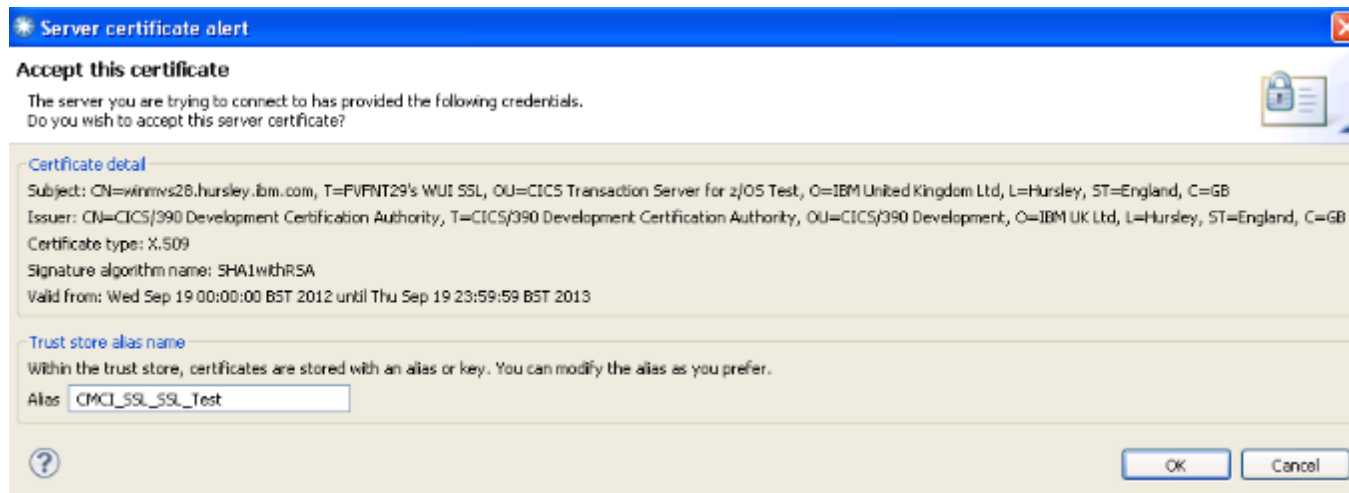 Server certificate alert
Accept this certificate
The server you are trying to connect to has provided the following credentials.
Do you wish to accept this server certificate?
Certificate detail
Subject: CN=winmvs28.hursley.ibm.com, T=FVFNT29's WUI SSL, OU=CICS Transaction Server for z/OS Test, O=IBM United Kingdom Ltd, L=Hursley, ST=England, C=GB
Issuer: CN=CICS/390 Development Certification Authority, T=CICS/390 Development Certification Authority, OU=CICS/390 Development, O=IBM UK Ltd, L=Hursley, ST=England, C=GB
Certificate type: X.509
Signature algorithm name: SHA1withRSA
Valid from: Wed Sep 19 00:00:00 BST 2012 until Thu Sep 19 23:59:59 BST 2013
Trust store alias name
Within the trust store, certificates are stored with an alias or key. You can modify the alias as you prefer.
Alias CMCI_SSL_SSL_Test
? OK Cancel